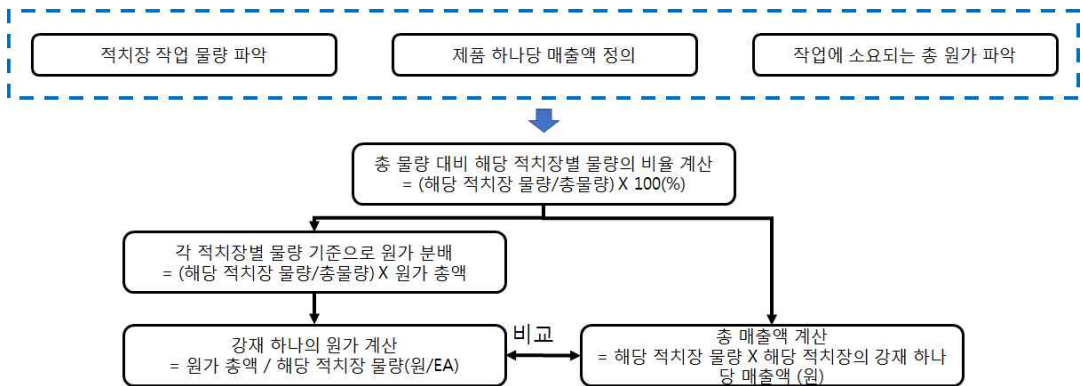 적치장 작업 물량 파악
제품 하나당 매출액 정의
작업에 소요되는 총 원가 파악
총 물량 대비 해당 적치장별 물량의 비율 계산
= (해당 적치장 물량/총물량) X 100(%)
각 적치장별 물량 기준으로 원가 분배
= (해당 적치장 물량/총물량) X 원가 총액
강재 하나의 원가 계산
= 원가 총액 / 해당 적치장 물량(원/EA)
비교
총 매출액 계산
= 해당 적치장 물량 X 해당 적치장의 강재 하나
당 매출액 (원)